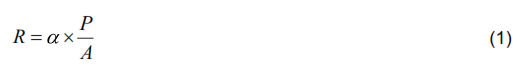 R = α × P/A (1)